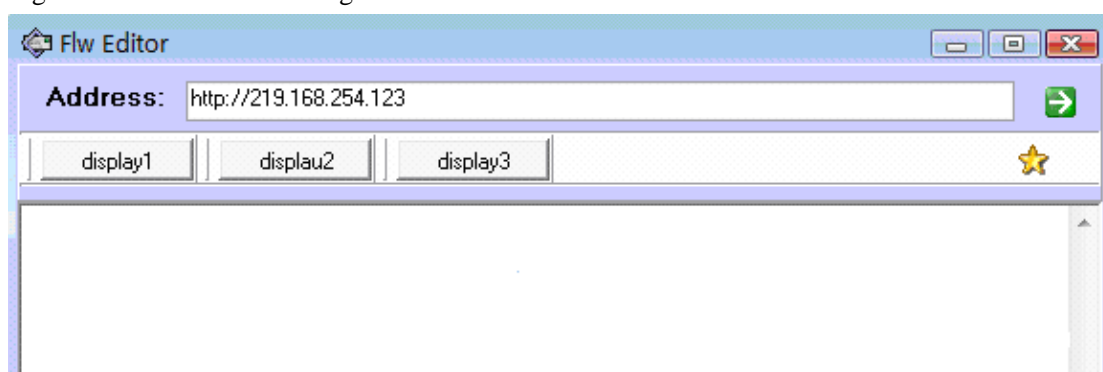 Flw Editor
Address: http://219.168.254.123
display1 displau2 display3